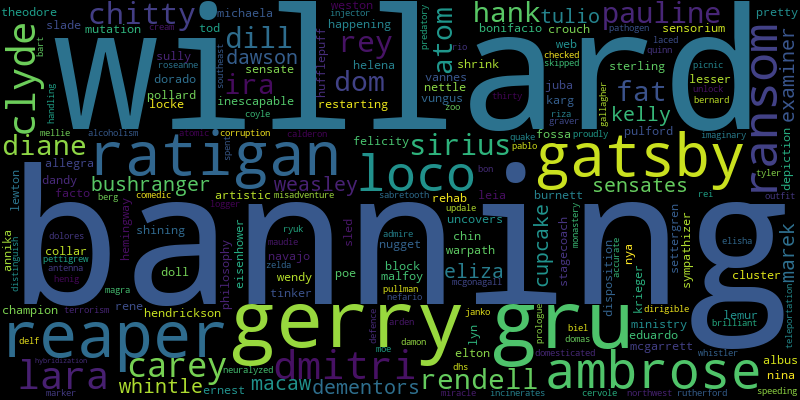 theodore chitty michaela weston hank tulio pauline pretty
slade mutation tod injector happening predatory atom bonifacio crouch web sensorium pathogen laced
clyde bart cream willard rio checked quinn ransom
sully roseanne dill rey skipped picnic examiner
dorado sensate dawson helena shrink sterling lesser
handling pollard southeast ira dom vannes nettle juba fat gallagher unlock
locke inescapable hufflepuff restarting vungus karg bernard
coyle zoo thirty riza graver kelly
mellie alcoholism titanic corruption calderon quake proudly imaginary depiction
diane ratigan spent felicity sirius fossa pulford gatsby
pablo tyler
allegra loco bon
lewton dandy bushranger weasley leia sensates
facto berg comedic artistic misadventure sabretooth rehab burnett rei outfit
banning logger update cupcake
annika distinguish dolores shining hemingway ryuk sled admire uncovers stagecoach monastery settergren accurate elisha
collar maudie chin nya sympathizer
pettigrew philosophy eisenhower navajo nugget warpath disposition marek
antenna doll zelda wendy poe block eliza cluster
henig tinker malfoy mcgonagall krieger teleportation
magra pullman nefario lemur
champion rene hendrickson defence arden janko prologue dirigible ministry brilliant
reaper gerry gru biel eduardo
delf terrorism damon lyn domas mcgarrett whistler
hybridization carey moe elton domesticated albus
lara dmitri dhs ambrose nina
whintle neuralyzed macaw dementors rendell
marker ernest miracle incinerates cervole northwest rutherford speeding